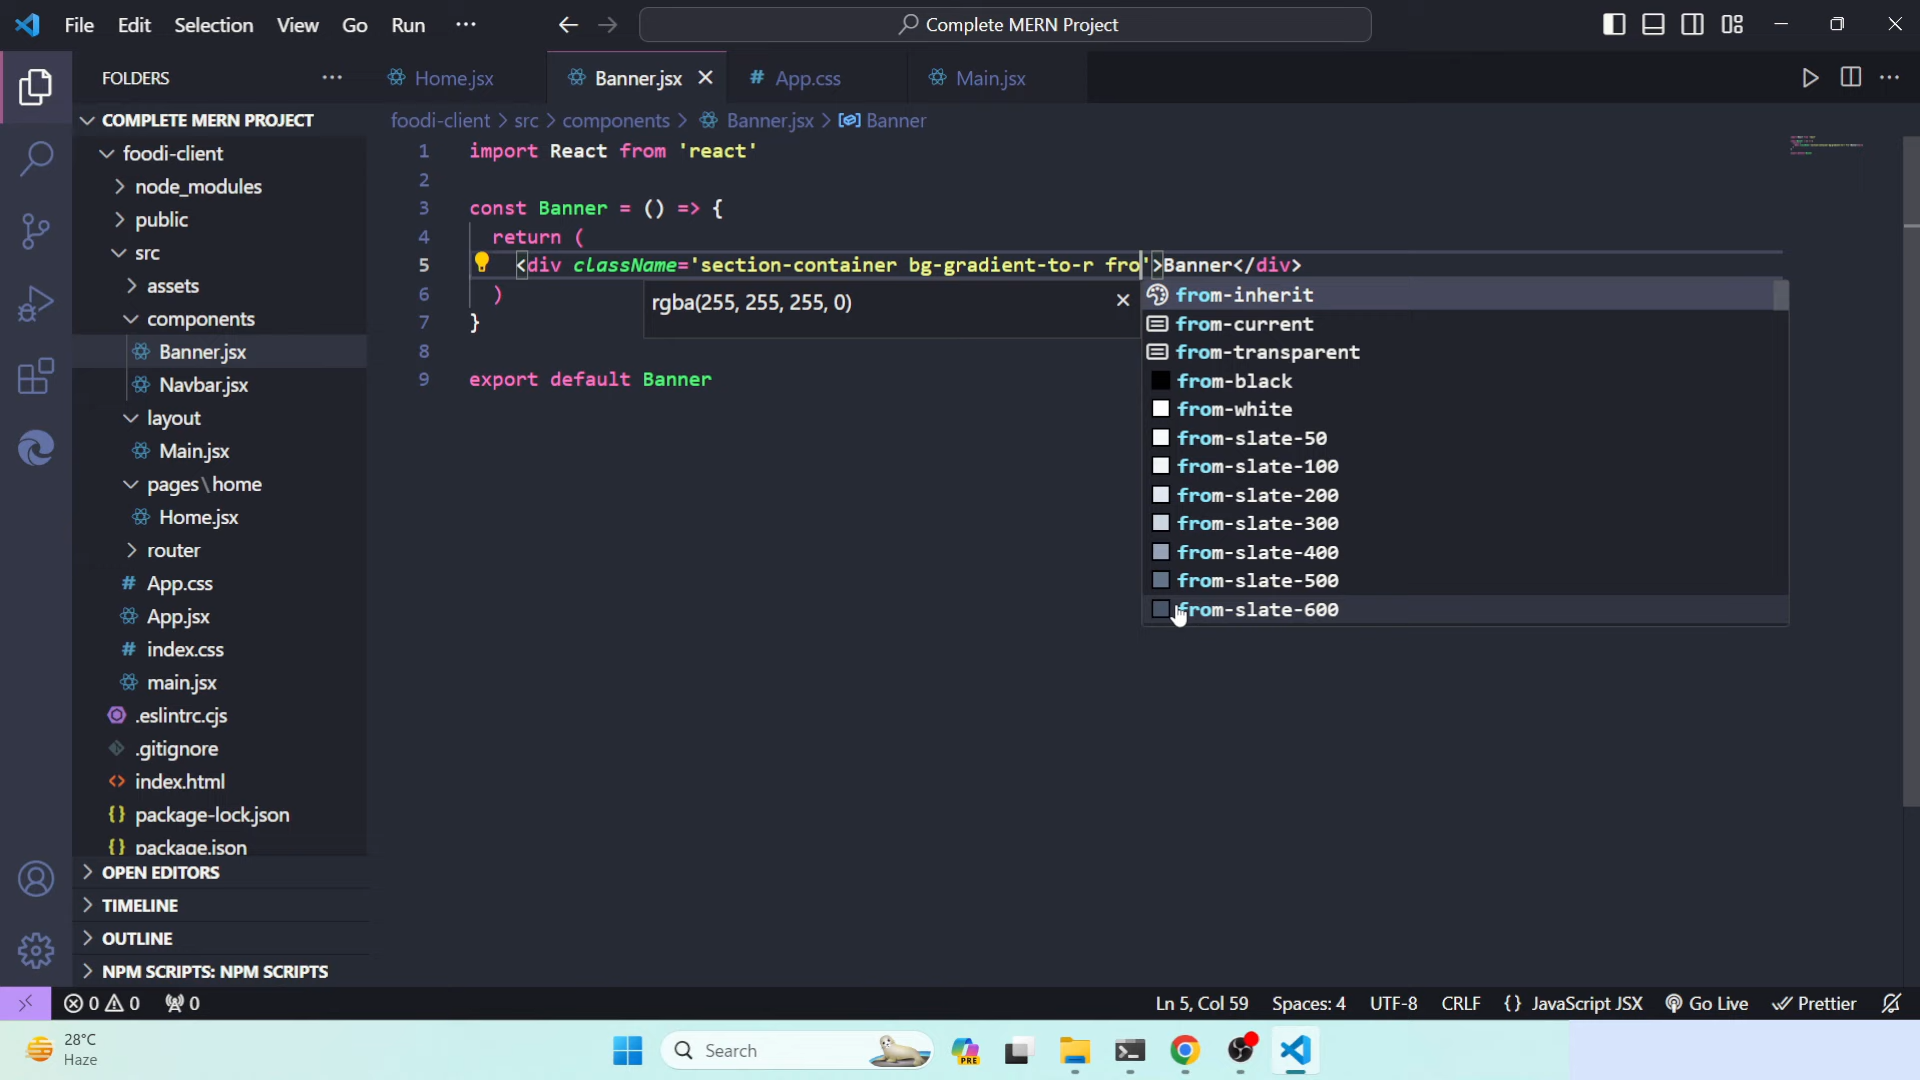 File Edit Selection View Go Run ··· Complete MERN Project
FOLDERS ···
Home.jsx Banner.jsx # App.css Main.jsx
foodi-client > src > components > Banner.jsx > Banner
COMPLETE MERN PROJECT
foodi-client
node_modules
public
src
assets
components
Banner.jsx
Navbar.jsx
layout
Main.jsx
pages\home
Home.jsx
router
# App.css
App.jsx
# index.css
main.jsx
.eslintrc.cjs
.gitignore
<> index.html
{} package-lock.json
{} package.json
OPEN EDITORS
TIMELINE
OUTLINE
NPM SCRIPTS: NPM SCRIPTS
1 import React from 'react'
2
3 const Banner = () => {
4 return (
5 <div className='section-container bg-gradient-to-r fro'>Banner</div>
6 )
7 }
8
9 export default Banner
rgba(255, 255, 255, 0)
from-inherit
from-current
from-transparent
from-black
from-white
from-slate-50
from-slate-100
from-slate-200
from-slate-300
from-slate-400
from-slate-500
from-slate-600
0 0 0 Ln 5, Col 59 Spaces: 4 UTF-8 CRLF {} JavaScript JSX Go Live Prettier
28°C
Haze
Search
PRE